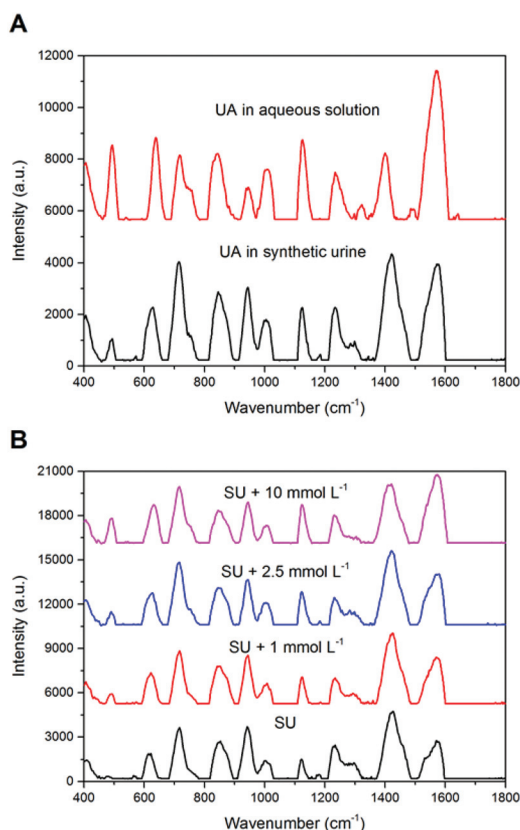 A
12000
10000
8000
6000
4000
2000
0
Intensity (a.u.)
UA in aqueous solution
UA in synthetic urine
400 600 800 1000 1200 1400 1600 1800
Wavenumber (cm⁻¹)
B
21000
18000
15000
12000
9000
6000
3000
0
Intensity (a.u.)
SU + 10 mmol L⁻¹
SU + 2.5 mmol L⁻¹
SU + 1 mmol L⁻¹
SU
400 600 800 1000 1200 1400 1600 1800
Wavenumber (cm⁻¹)